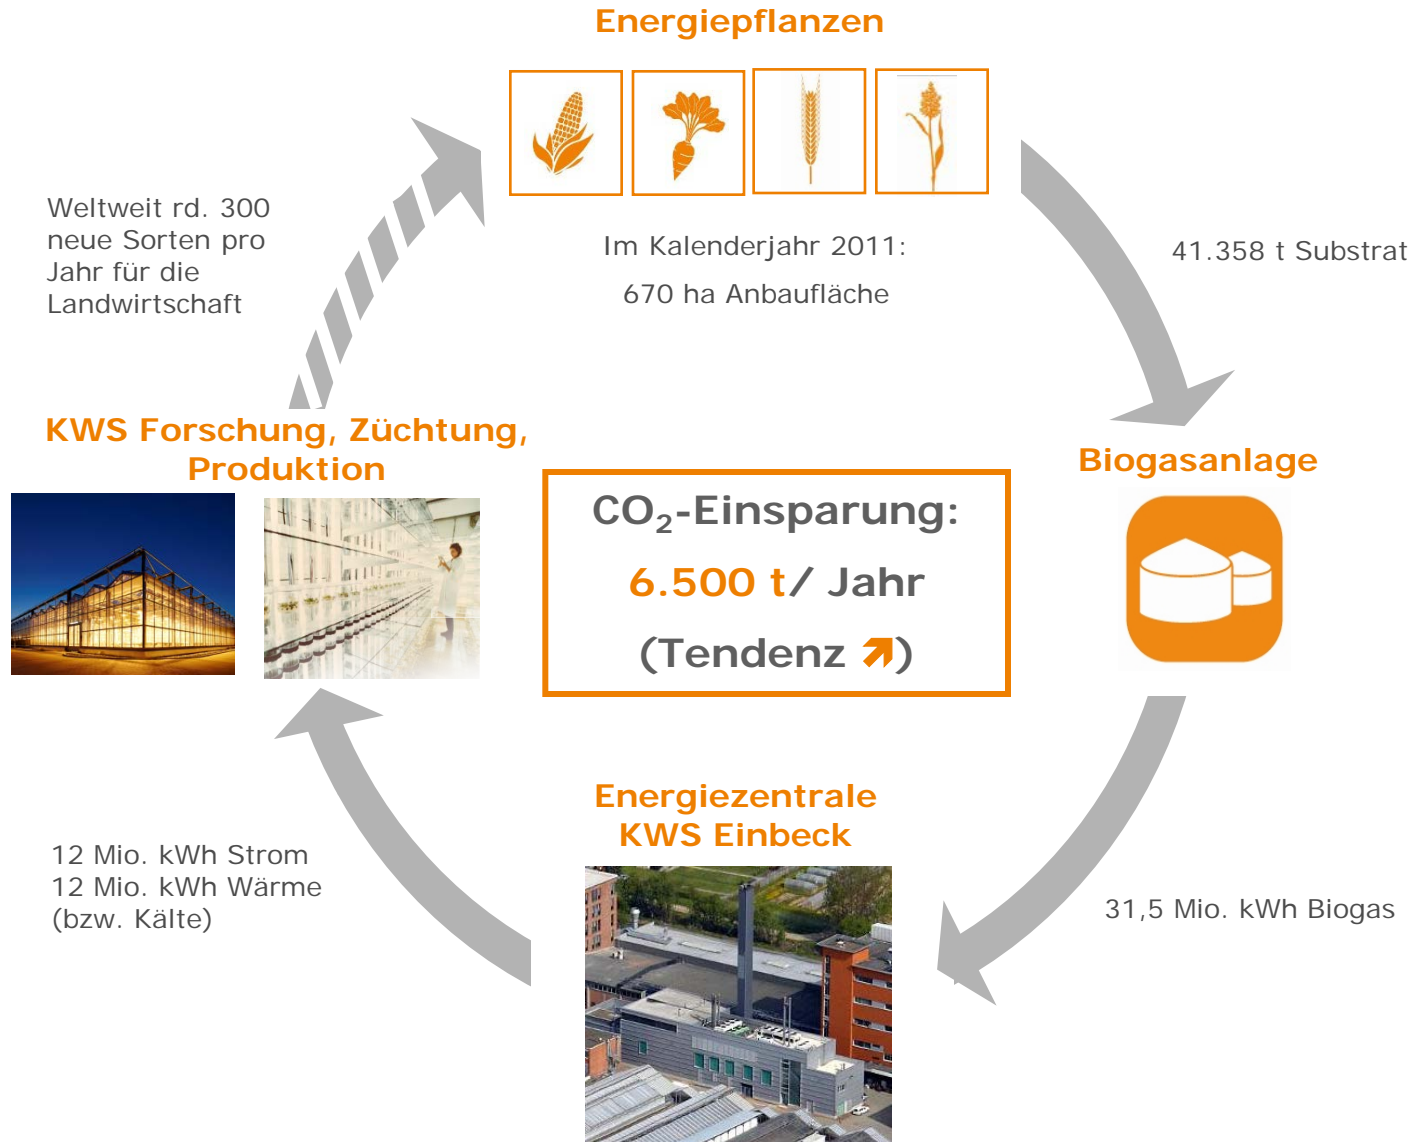 Energiepflanzen
Im Kalenderjahr 2011:
670 ha Anbaufläche
Weltweit rd. 300
neue Sorten pro
Jahr für die
Landwirtschaft
41.358 t Substrat
KWS Forschung, Züchtung,
Produktion
Biogasanlage
CO₂-Einsparung:
6.500 t/ Jahr
(Tendenz ↗)
Energiezentrale
KWS Einbeck
12 Mio. kWh Strom
12 Mio. kWh Wärme
(bzw. Kälte)
31,5 Mio. kWh Biogas